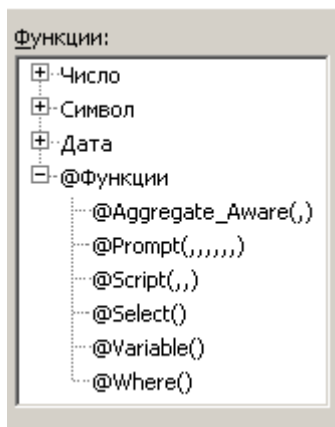 Функции:
Число
Символ
Дата
@Функции
@Aggregate_Aware(,)
@Prompt(,,,,,,)
@Script(,,)
@Select()
@Variable()
@Where()